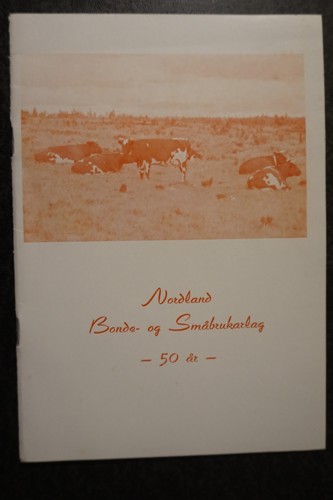 Nordland
Bonde- og Småbrukarlag
– 50 år –